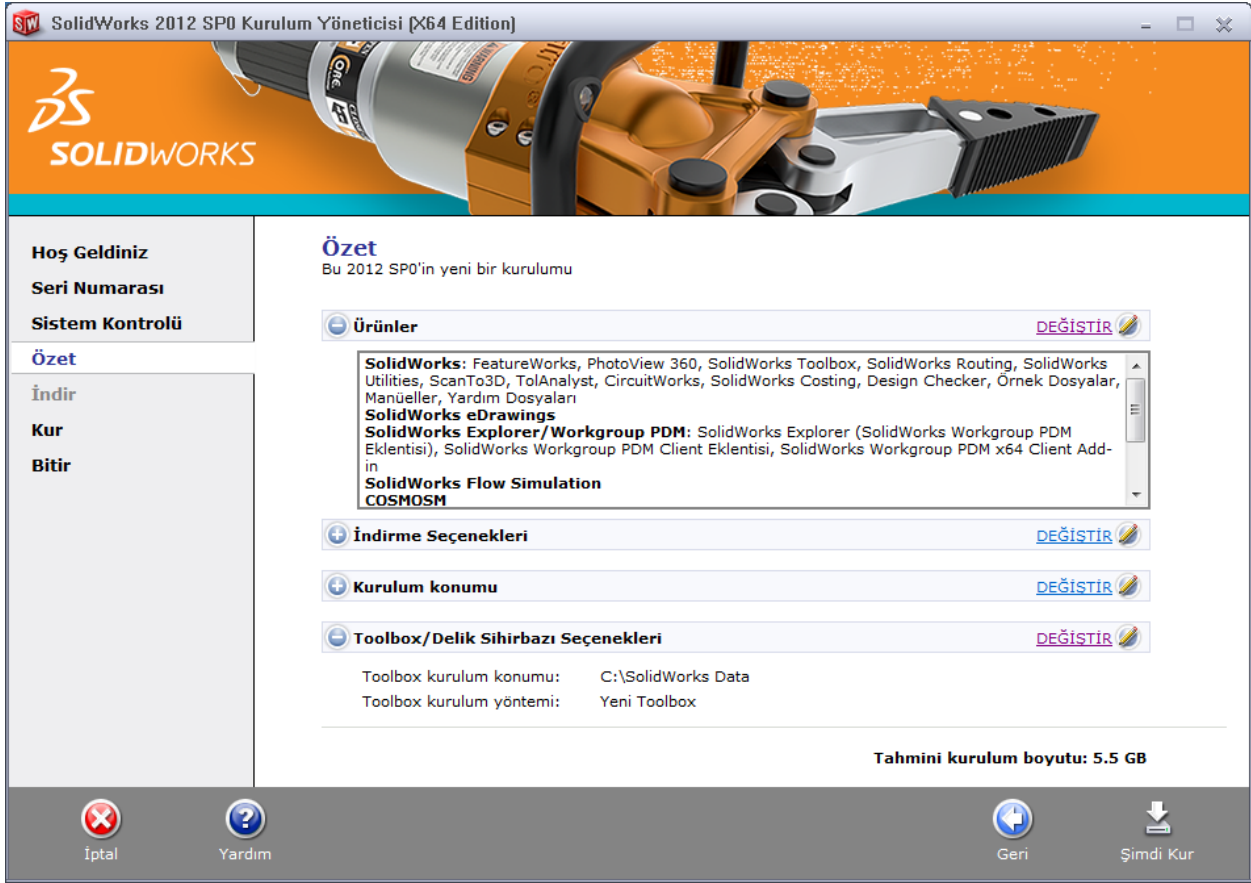 SolidWorks 2012 SP0 Kurulum Yöneticisi (X64 Edition)
SOLIDWORKS
Hoş Geldiniz
Seri Numarası
Sistem Kontrolü
Özet
İndir
Kur
Bitir
Özet
Bu 2012 SP0'in yeni bir kurulumu
Ürünler
DEĞİŞTİR
SolidWorks: FeatureWorks, PhotoView 360, SolidWorks Toolbox, SolidWorks Routing, SolidWorks
Utilities, ScanTo3D, TolAnalyst, CircuitWorks, SolidWorks Costing, Design Checker, Örnek Dosyalar,
Manüeller, Yardım Dosyaları
SolidWorks eDrawings
SolidWorks Explorer/Workgroup PDM: SolidWorks Explorer (SolidWorks Workgroup PDM
Eklentisi), SolidWorks Workgroup PDM Client Eklentisi, SolidWorks Workgroup PDM x64 Client Add-
in
SolidWorks Flow Simulation
COSMOSM
İndirme Seçenekleri
DEĞİŞTİR
Kurulum konumu
DEĞİŞTİR
Toolbox/Delik Sihirbazı Seçenekleri
DEĞİŞTİR
Toolbox kurulum konumu: C:\SolidWorks Data
Toolbox kurulum yöntemi: Yeni Toolbox
Tahmini kurulum boyutu: 5.5 GB
İptal
Yardım
Geri
Şimdi Kur